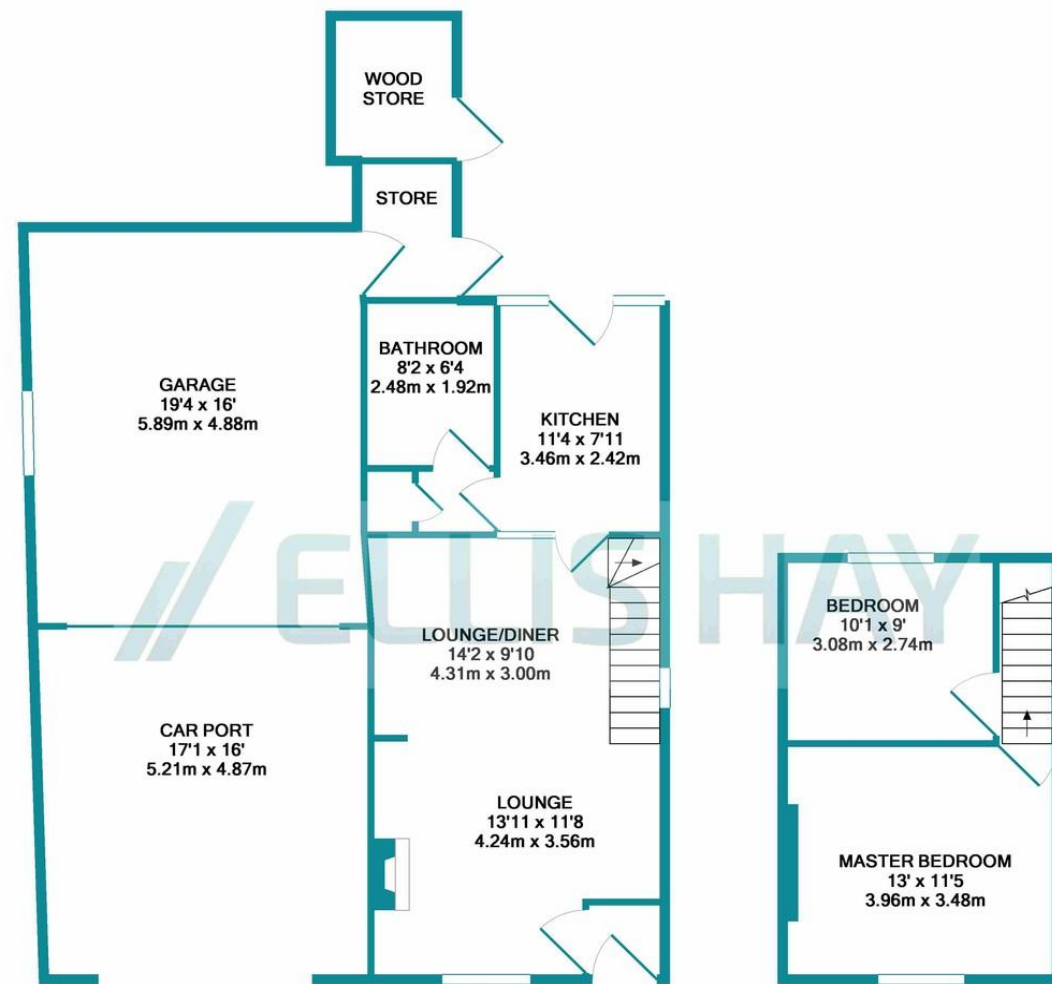 WOOD
STORE
STORE
BATHROOM
8'2 x 6'4
2.48m x 1.92m
GARAGE
19'4 x 16'
5.89m x 4.88m
KITCHEN
11'4 x 7'11
3.46m x 2.42m
ELLIS HAY
LOUNGE/DINER
14'2 x 9'10
4.31m x 3.00m
BEDROOM
10'1 x 9'
3.08m x 2.74m
CAR PORT
17'1 x 16'
5.21m x 4.87m
LOUNGE
13'11 x 11'8
4.24m x 3.56m
MASTER BEDROOM
13' x 11'5
3.96m x 3.48m